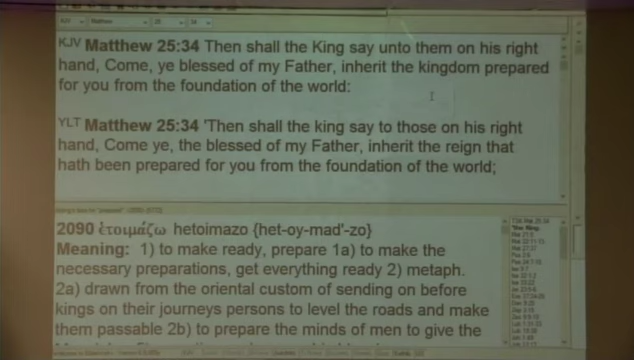 KJV Matthew 25 34
KJV Matthew 25:34 Then shall the King say unto them on his right
hand, Come, ye blessed of my Father, inherit the kingdom prepared
for you from the foundation of the world:
YLT Matthew 25:34 'Then shall the king say to those on his right
hand, Come ye, the blessed of my Father, inherit the reign that
hath been prepared for you from the foundation of the world;
2090 ἑτοιμάζω hetoimazo {het-oy-mad'-zo}
Meaning: 1) to make ready, prepare 1a) to make the
necessary preparations, get everything ready 2) metaph.
2a) drawn from the oriental custom of sending on before
kings on their journeys persons to level the roads and make
them passable 2b) to prepare the minds of men to give the